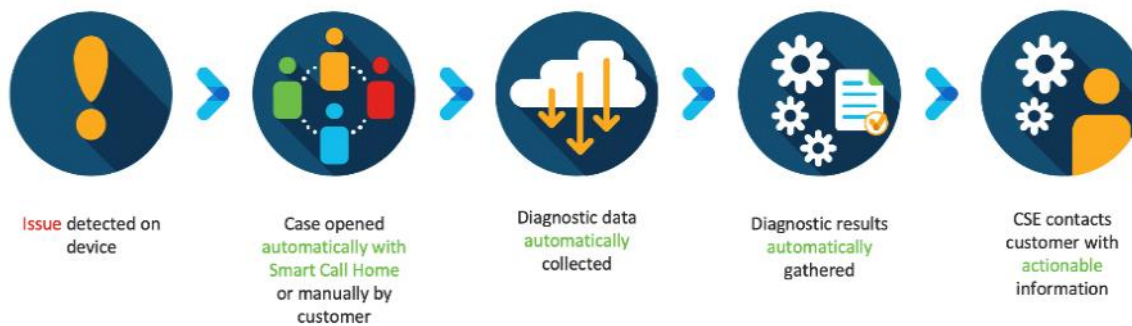 Issue detected on
device
Case opened
automatically with
Smart Call Home
or manually by
customer
Diagnostic data
automatically
collected
Diagnostic results
automatically
gathered
CSE contacts
customer with
actionable
information